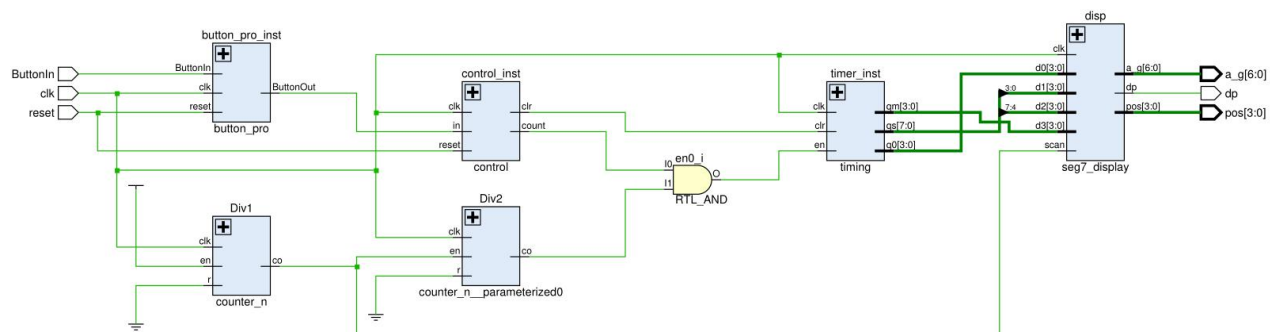 button_pro_inst
ButtonIn
clk
reset
ButtonIn
clk
reset
ButtonOut
button_pro
control_inst
clk
in
reset
clr
count
control
Div1
clk
en
r
co
counter_n
Div2
clk
en
r
co
counter_n__parameterized0
en0_i
I0
I1
O
RTL_AND
timer_inst
clk
clr
en
qm[3:0]
qs[7:0]
q0[3:0]
timing
3:0
7:4
disp
clk
d0[3:0]
d1[3:0]
d2[3:0]
d3[3:0]
scan
a_g[6:0]
dp
pos[3:0]
seg7_display
a_g[6:0]
dp
pos[3:0]